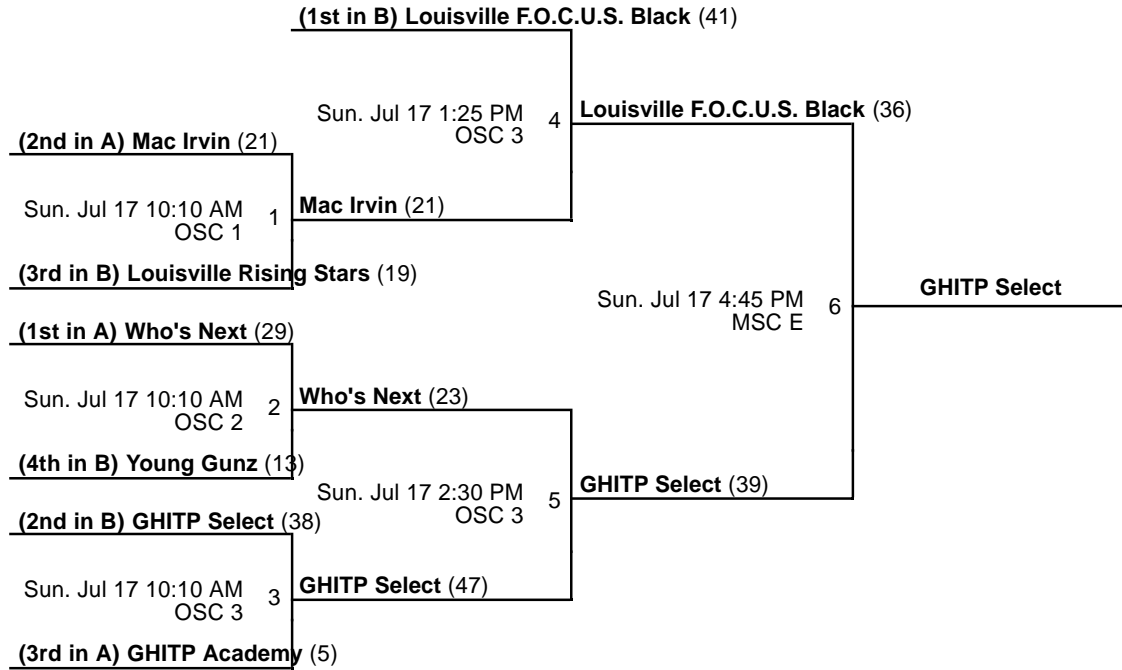 (1st in B) Louisville F.O.C.U.S. Black (41)
Sun. Jul 17 1:25 PM
OSC 3
4
Louisville F.O.C.U.S. Black (36)
(2nd in A) Mac Irvin (21)
Sun. Jul 17 10:10 AM
OSC 1
1
Mac Irvin (21)
(3rd in B) Louisville Rising Stars (19)
Sun. Jul 17 4:45 PM
MSC E
6
GHITP Select
(1st in A) Who's Next (29)
Sun. Jul 17 10:10 AM
OSC 2
2
Who's Next (23)
(4th in B) Young Gunz (13)
Sun. Jul 17 2:30 PM
OSC 3
5
GHITP Select (39)
(2nd in B) GHITP Select (38)
Sun. Jul 17 10:10 AM
OSC 3
3
GHITP Select (47)
(3rd in A) GHITP Academy (5)